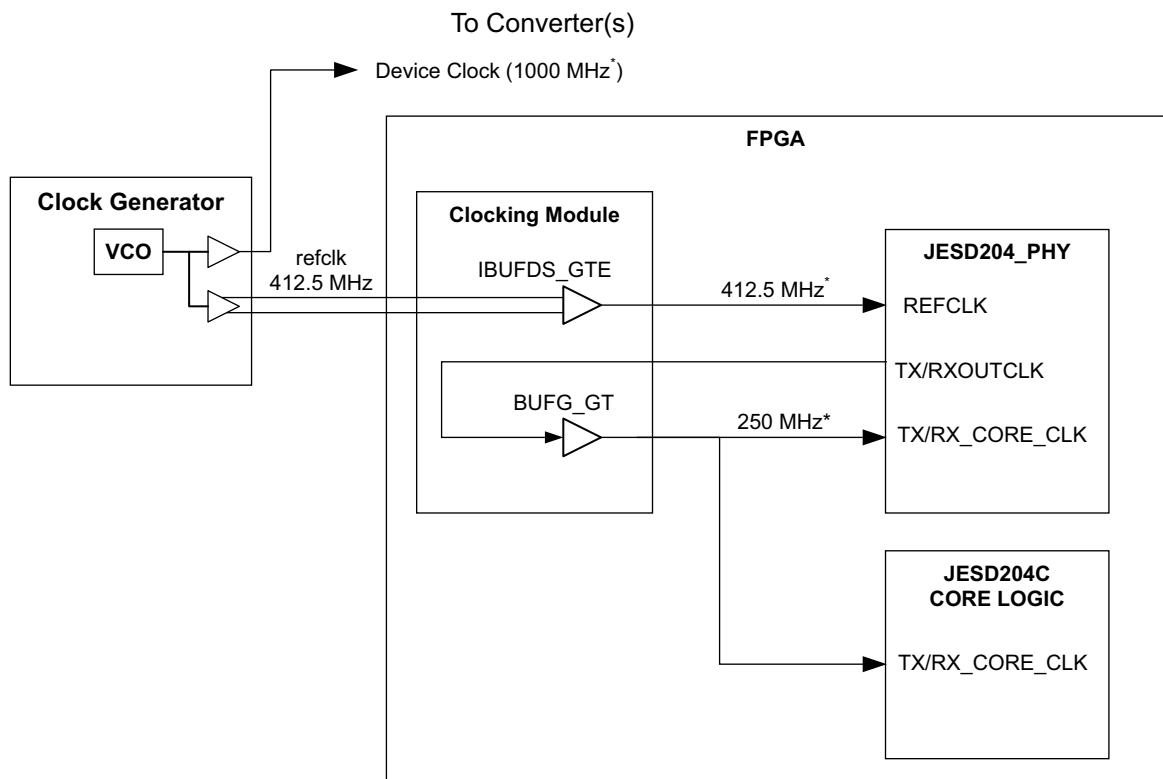 To Converter(s)
Device Clock (1000 MHz*)
FPGA
Clock Generator
VCO
refclk
412.5 MHz
Clocking Module
IBUFDS_GTE
412.5 MHz*
BUFG_GT
250 MHz*
JESD204_PHY
REFCLK
TX/RXOUTCLK
TX/RX_CORE_CLK
JESD204C
CORE LOGIC
TX/RX_CORE_CLK